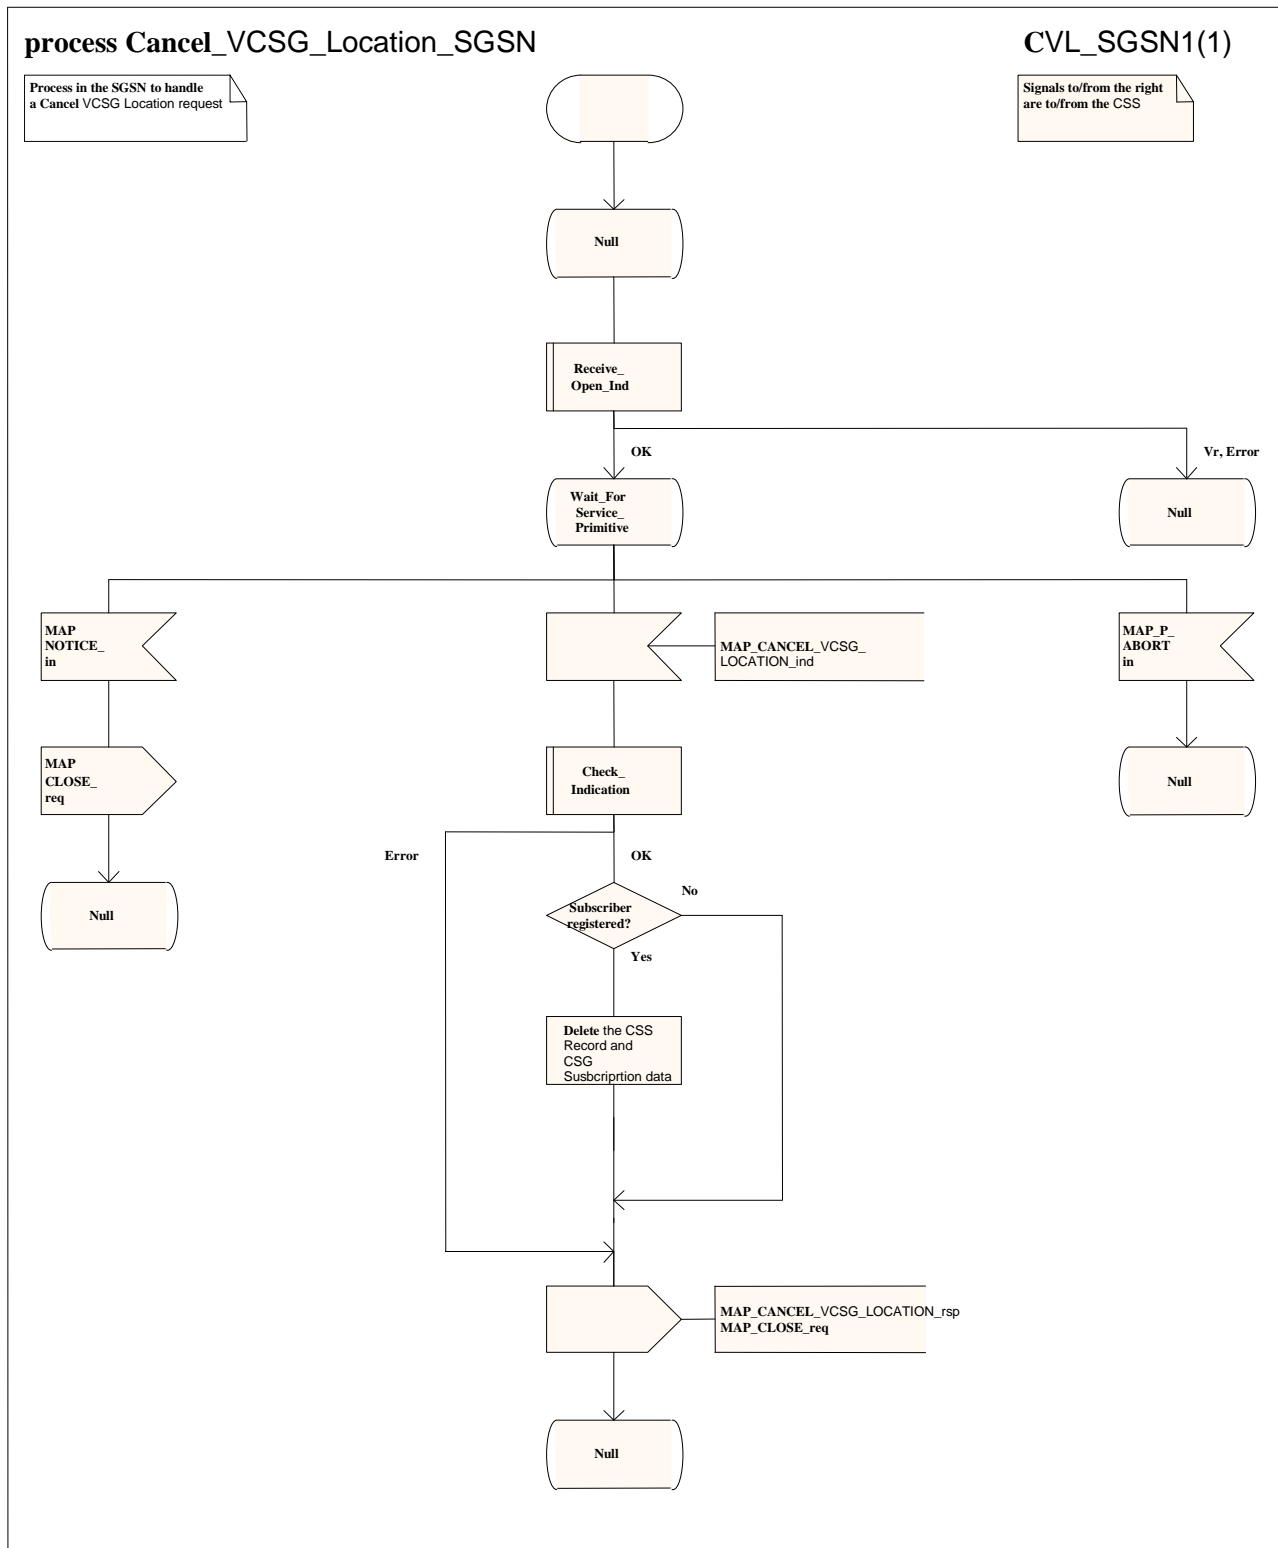 process Cancel_VCSG_Location_SGSN
CVL_SGSN1(1)
Process in the SGSN to handle
a Cancel VCSG Location request
Signals to/from the right
are to/from the CSS
Null
Receive_
Open_Ind
OK
Vr, Error
Wait_For
Service_
Primitive
Null
MAP
NOTICE_
in
MAP_CANCEL_VCSG_
LOCATION_ind
MAP_P_
ABORT
in
MAP
CLOSE_
req
Check_
Indication
Null
Error
OK
No
Subscriber
registered?
Null
Yes
Delete the CSS
Record and
CSG
Susbcriprtion data
MAP_CANCEL_VCSG_LOCATION_rsp
MAP_CLOSE_req
Null